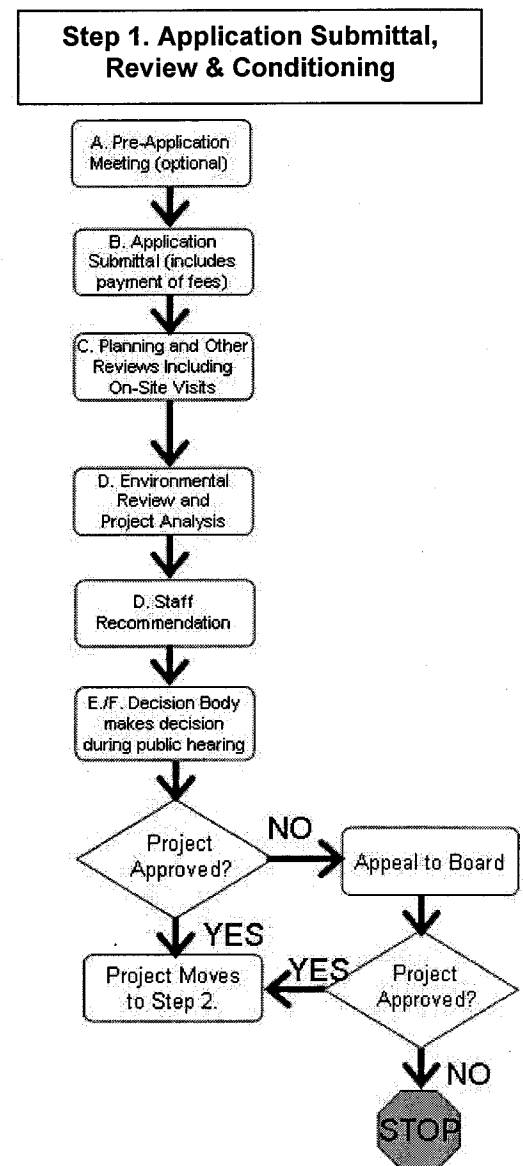 Step 1. Application Submittal,
Review & Conditioning
A. Pre-Application
Meeting (optional)
B. Application
Submittal (includes
payment of fees)
C. Planning and Other
Reviews Including
On-Site Visits
D. Environmental
Review and
Project Analysis
D. Staff
Recommendation
E./F. Decision Body
makes decision
during public hearing
Project
Approved?
NO
Appeal to Board
YES
Project Moves
to Step 2.
YES
Project
Approved?
NO
STOP